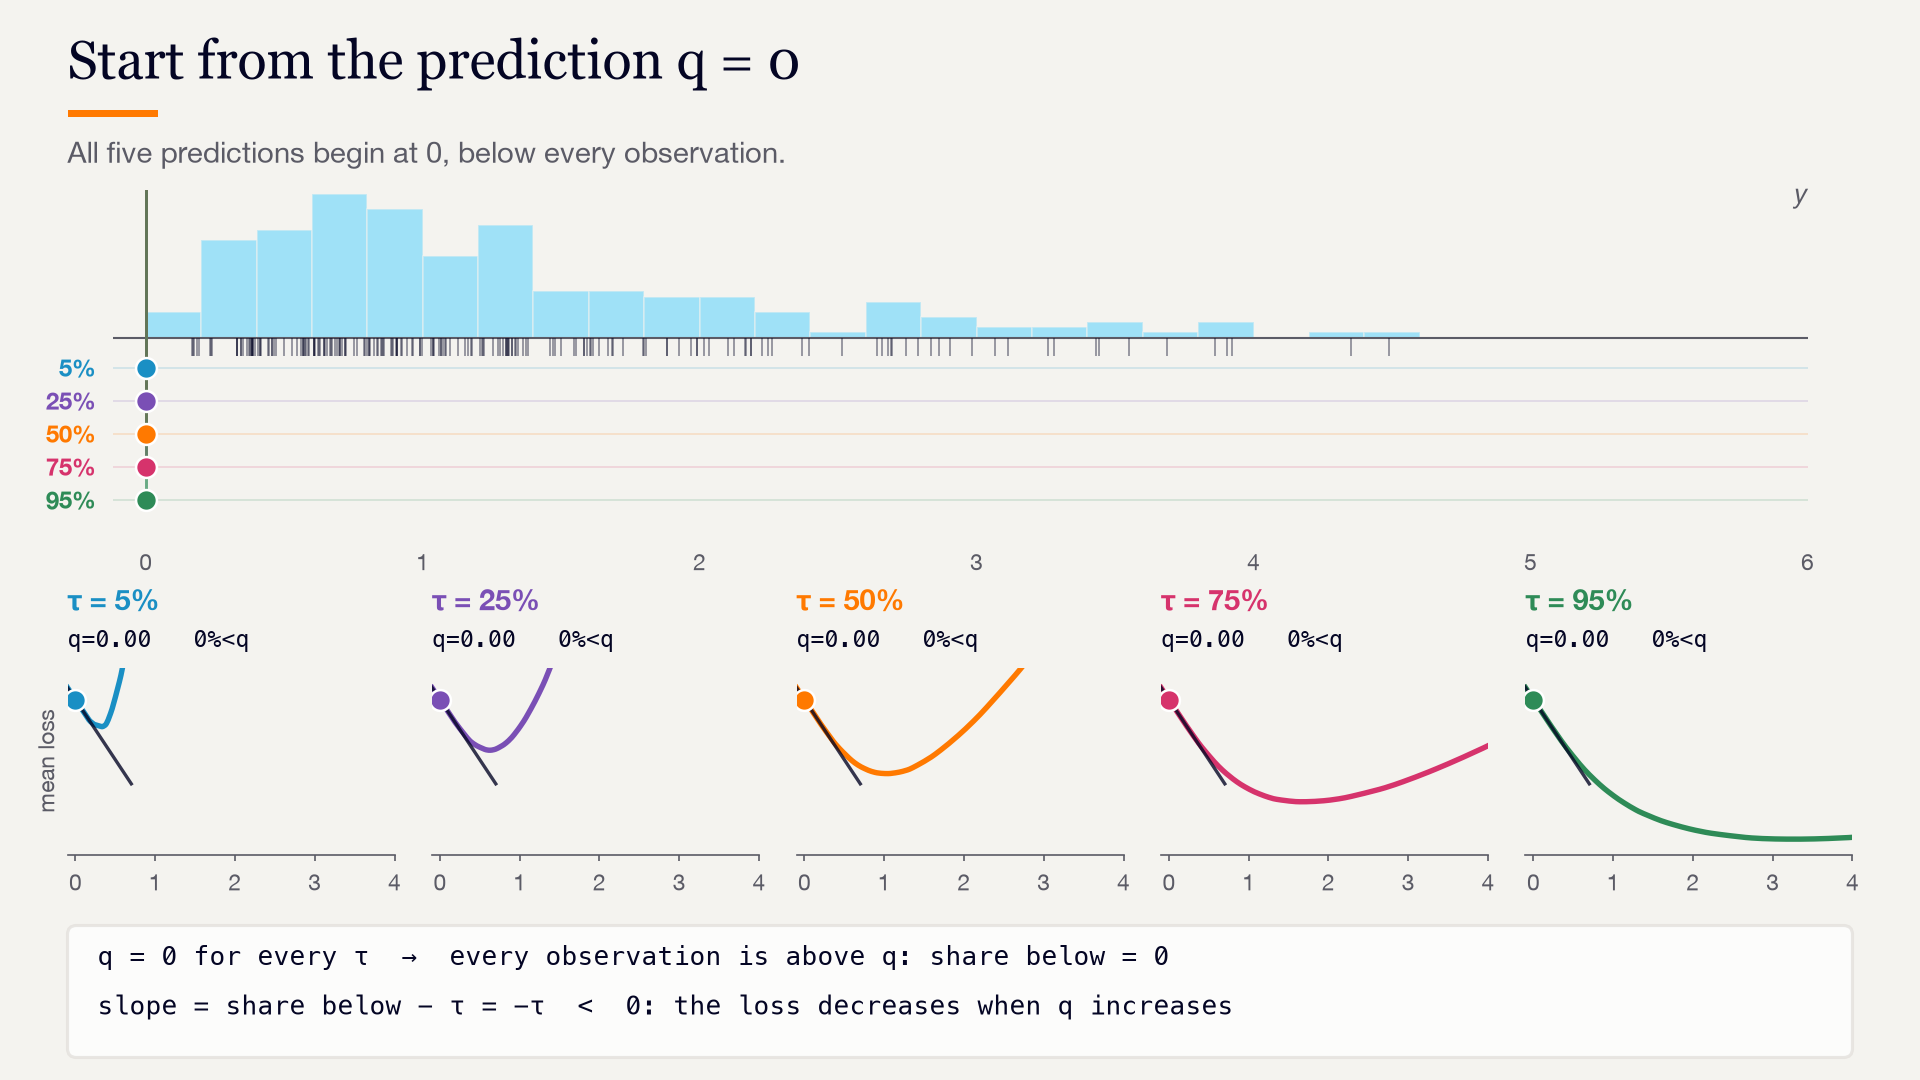 Start from the prediction q = 0
All five predictions begin at 0, below every observation.
y
5%
25%
50%
75%
95%
0 1 2 3 4 5 6
τ = 5% τ = 25% τ = 50% τ = 75% τ = 95%
q=0.00 0%<q q=0.00 0%<q q=0.00 0%<q q=0.00 0%<q q=0.00 0%<q
mean loss
0 1 2 3 4 0 1 2 3 4 0 1 2 3 4 0 1 2 3 4 0 1 2 3 4
q = 0 for every τ → every observation is above q: share below = 0
slope = share below − τ = −τ < 0: the loss decreases when q increases